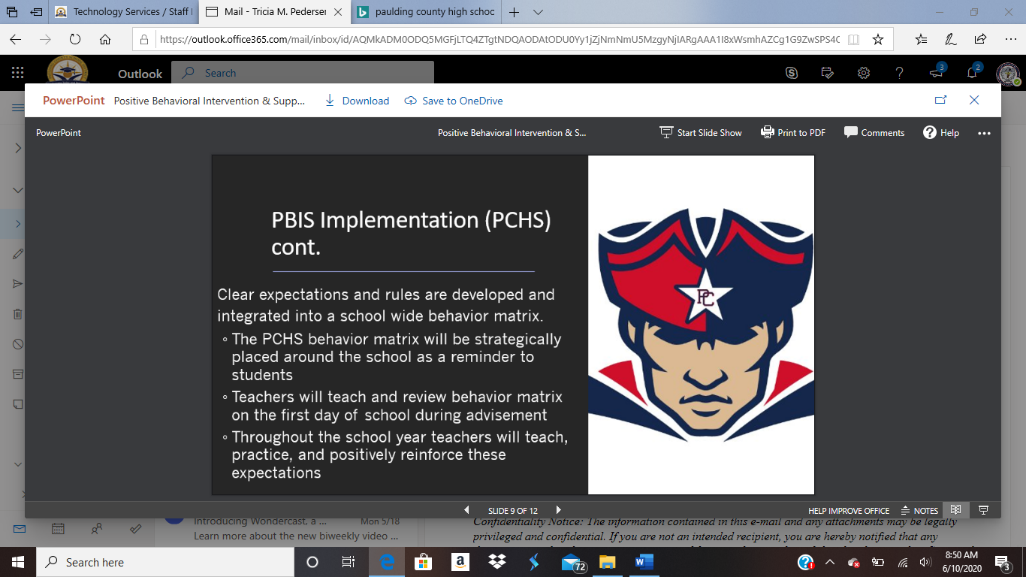 Technology Services / Staff
Mail - Tricia M. Pederser
paulding county high schoc
https://outlook.office365.com/mail/inbox/id/
Outlook
Search
3
2
PowerPoint
Positive Behavioral Intervention & Supp...
Download
Save to OneDrive
PowerPoint
Positive Behavioral Intervention & S...
Start Slide Show
Print to PDF
Comments
Help
PBIS Implementation (PCHS)
cont.
Clear expectations and rules are developed and
integrated into a school wide behavior matrix.
◦ The PCHS behavior matrix will be strategically
placed around the school as a reminder to
students
◦ Teachers will teach and review behavior matrix
on the first day of school during advisement
◦ Throughout the school year teachers will teach,
practice, and positively reinforce these
expectations
PC
SLIDE 9 OF 12
HELP IMPROVE OFFICE
NOTES
Introducing Wondercast, a ...
Mon 5/18
Learn more about the new biweekly video ...
Confidentiality Notice: The information contained in this e-mail and any attachments may be legally
privileged and confidential. If you are not an intended recipient, you are hereby notified that any
Search here
72
8:50 AM
6/10/2020
3